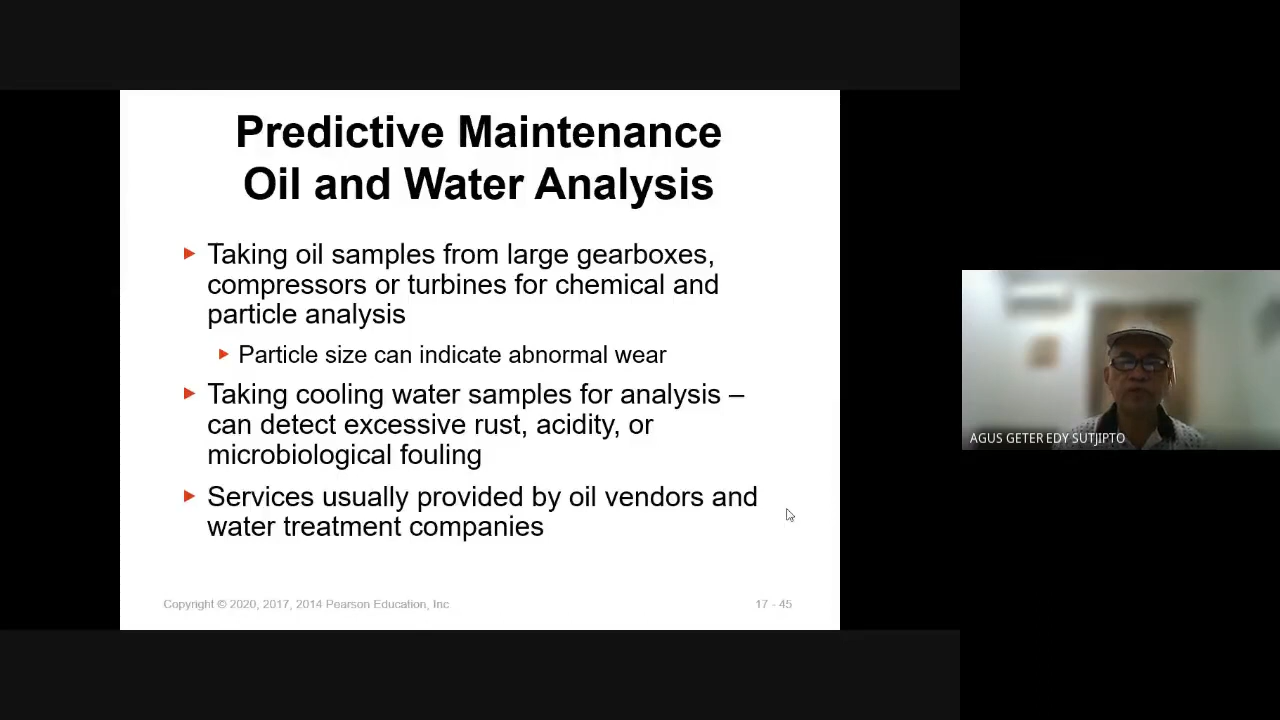 Predictive Maintenance
Oil and Water Analysis
Taking oil samples from large gearboxes,
compressors or turbines for chemical and
particle analysis
Particle size can indicate abnormal wear
Taking cooling water samples for analysis –
can detect excessive rust, acidity, or
microbiological fouling
Services usually provided by oil vendors and
water treatment companies
Copyright © 2020, 2017, 2014 Pearson Education, Inc
17 - 45
AGUS GETER EDY SUTJIPTO